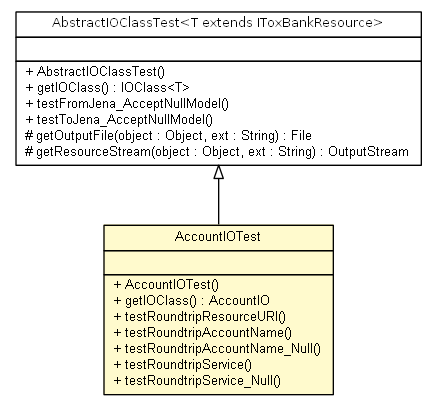 AbstractIOClassTest<T extends IToxBankResource>
+ AbstractIOClassTest()
+ getIOClass() : IOClass<T>
+ testFromJena_AcceptNullModel()
+ testToJena_AcceptNullModel()
# getOutputFile(object : Object, ext : String) : File
# getResourceStream(object : Object, ext : String) : OutputStream
AccountIOTest
+ AccountIOTest()
+ getIOClass() : AccountIO
+ testRoundtripResourceURI()
+ testRoundtripAccountName()
+ testRoundtripAccountName_Null()
+ testRoundtripService()
+ testRoundtripService_Null()